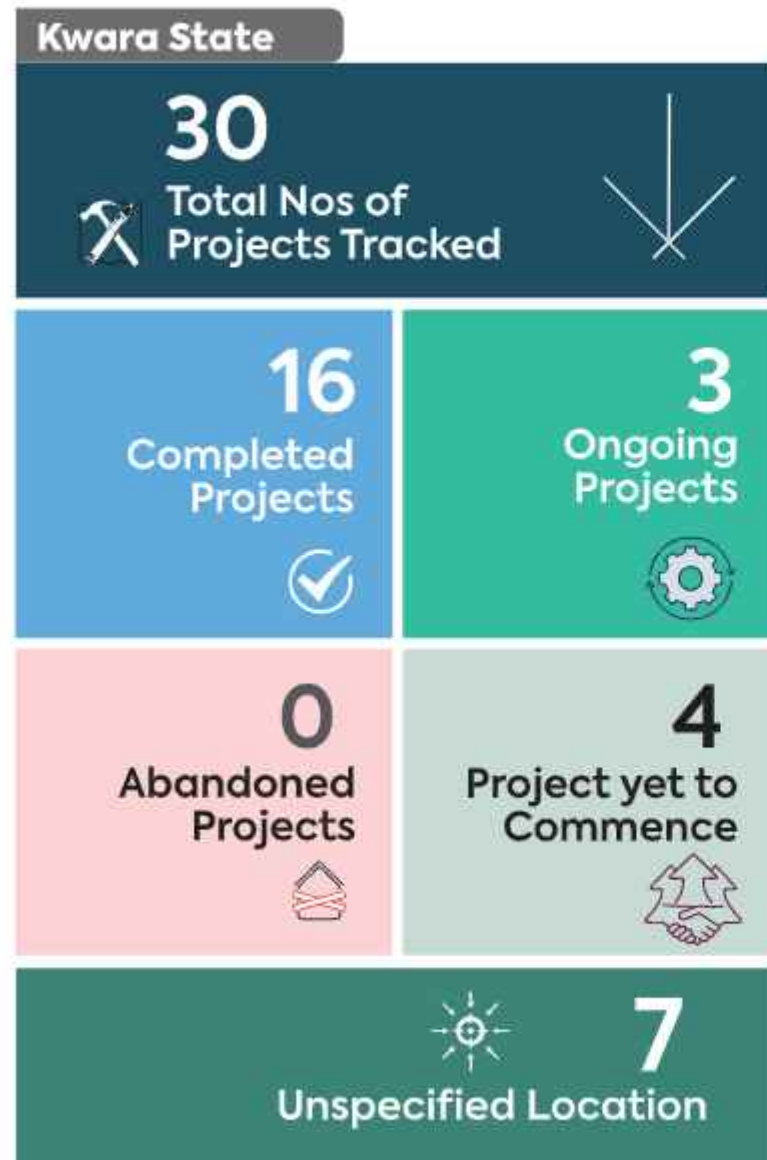 Kwara State
30
Total Nos of
Projects Tracked
16
Completed
Projects
3
Ongoing
Projects
0
Abandoned
Projects
4
Project yet to
Commence
7
Unspecified Location